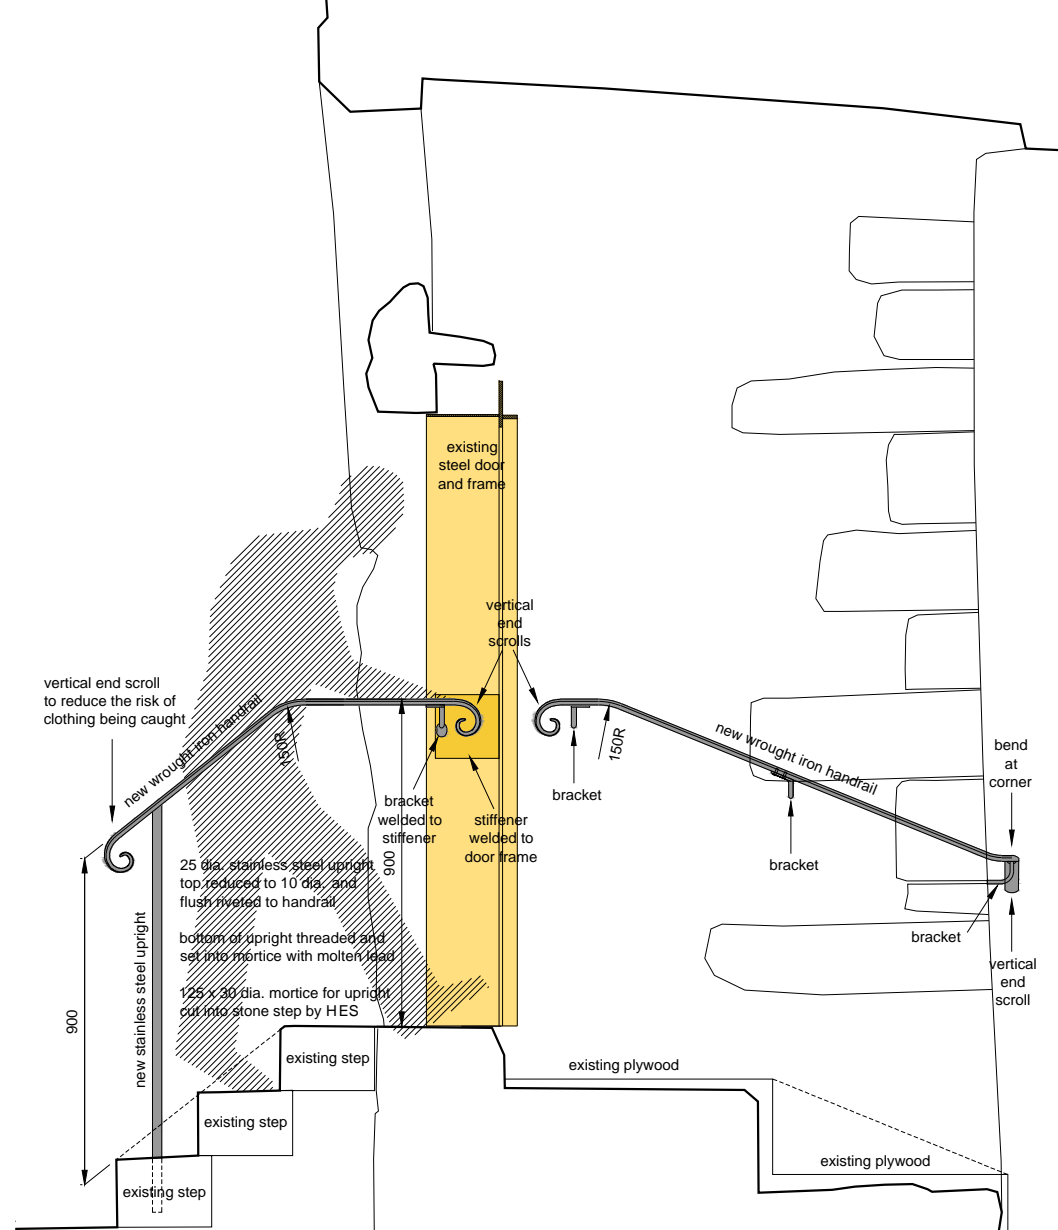 existing
steel door
and frame
vertical
end
scrolls
vertical end scroll
to reduce the risk of
clothing being caught
new wrought iron handrail
150R
150R
new wrought iron handrail
bend
at
corner
bracket
bracket
welded to
stiffener
stiffener
welded to
door frame
900
bracket
25 dia. stainless steel upright
top reduced to 10 dia. and
flush riveted to handrail
bottom of upright threaded and
set into mortice with molten lead
125 x 30 dia. mortice for upright
cut into stone step by HES
bracket
vertical
end
scroll
new stainless steel upright
900
existing step
existing plywood
existing step
existing plywood
existing step